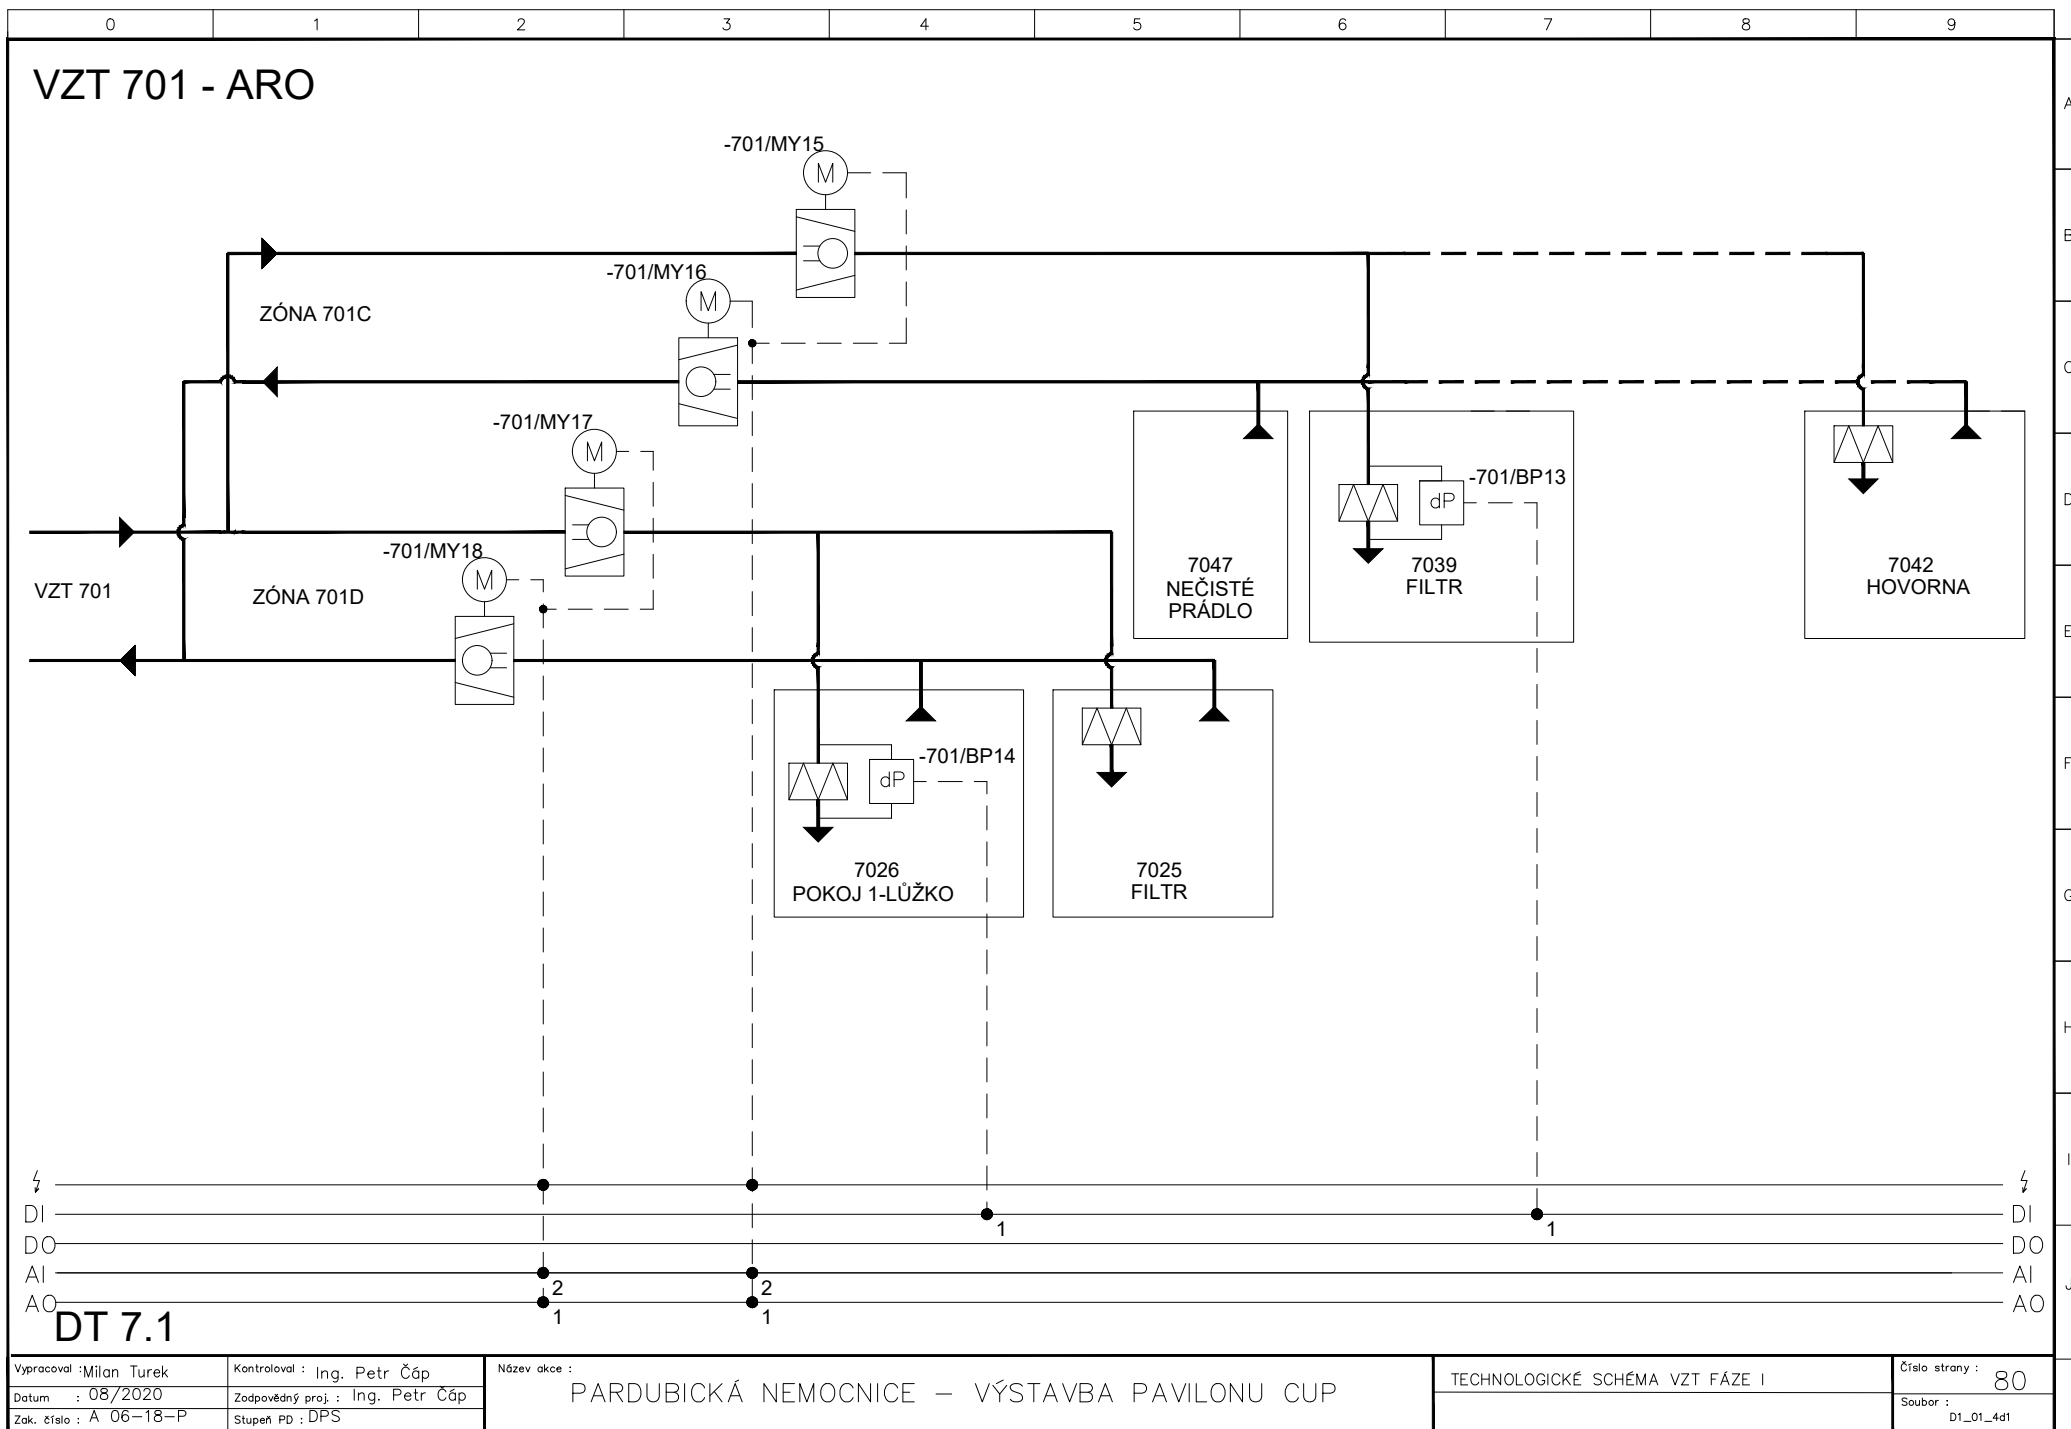 0 1 2 3 4 5 6 7 8 9
VZT 701 - ARO
A
-701/MY15
M
B
-701/MY16
M
ZÓNA 701C
C
-701/MY17
M
-701/BP13
dP
D
-701/MY18
M
VZT 701
ZÓNA 701D
7047
NEČISTÉ
PRÁDLO
7039
FILTR
7042
HOVORNA
E
-701/BP14
dP
F
7026
POKOJ 1-LŮŽKO
7025
FILTR
G
H
I
DI DI
1 1
DO DO
AI AI
2 2
J
AO AO
1 1
DT 7.1
Vypracoval : Milan Turek
Datum : 08/2020
Zak. číslo : A 06-18-P
Kontroloval : Ing. Petr Čáp
Zodpovědný proj. : Ing. Petr Čáp
Stupeň PD : DPS
Název akce :
PARDUBICKÁ NEMOCNICE – VÝSTAVBA PAVILONU CUP
TECHNOLOGICKÉ SCHÉMA VZT FÁZE I
Číslo strany :
80
Soubor :
D1_01_4d1